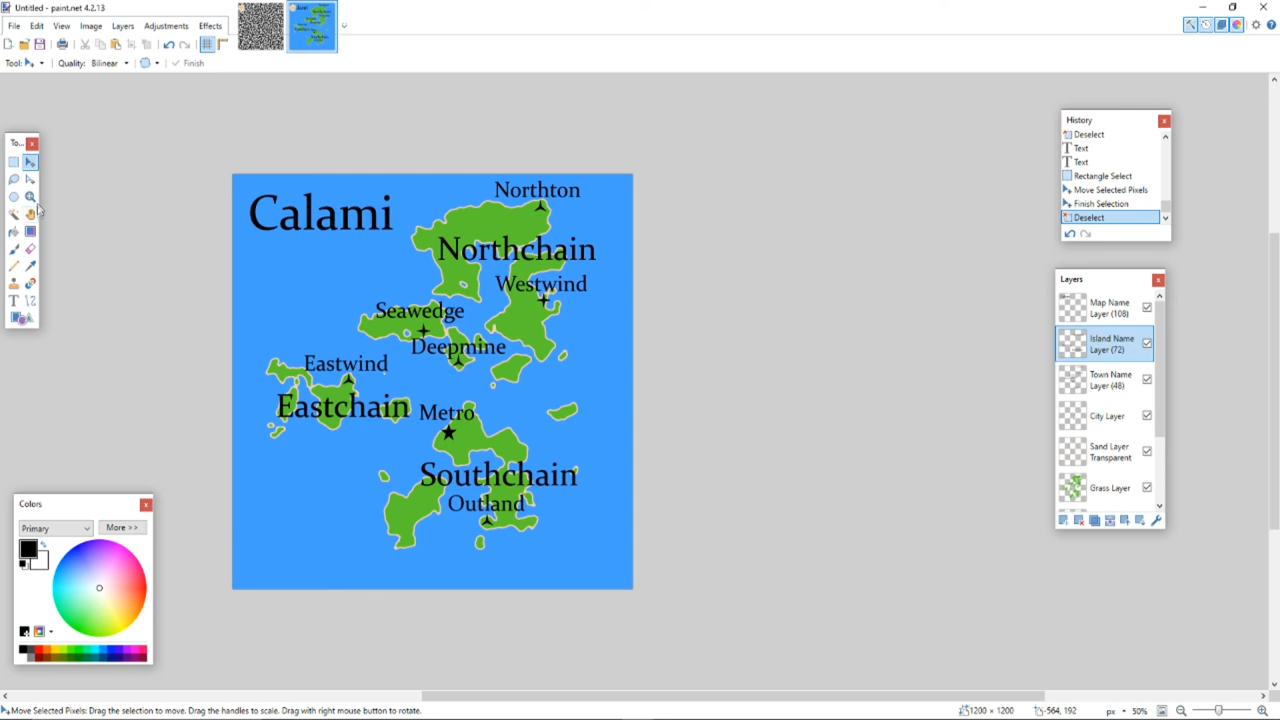 Untitled - paint.net 4.2.13
File Edit View Image Layers Adjustments Effects
Tool: Quality: Bilinear Finish
To...
History
Deselect
Text
Text
Rectangle Select
Move Selected Pixels
Finish Selection
Deselect
Calami
Northton
Northchain
Westwind
Seawedge
Deepmine
Eastwind
Eastchain
Metro
Southchain
Outland
Layers
Map Name
Layer (108)
Island Name
Layer (72)
Town Name
Layer (48)
City Layer
Sand Layer
Transparent
Grass Layer
Colors
Primary
More >>
Move Selected Pixels: Drag the selection to move. Drag the handles to scale. Drag with right mouse button to rotate.
1200 × 1200
-564, 192
px
50%